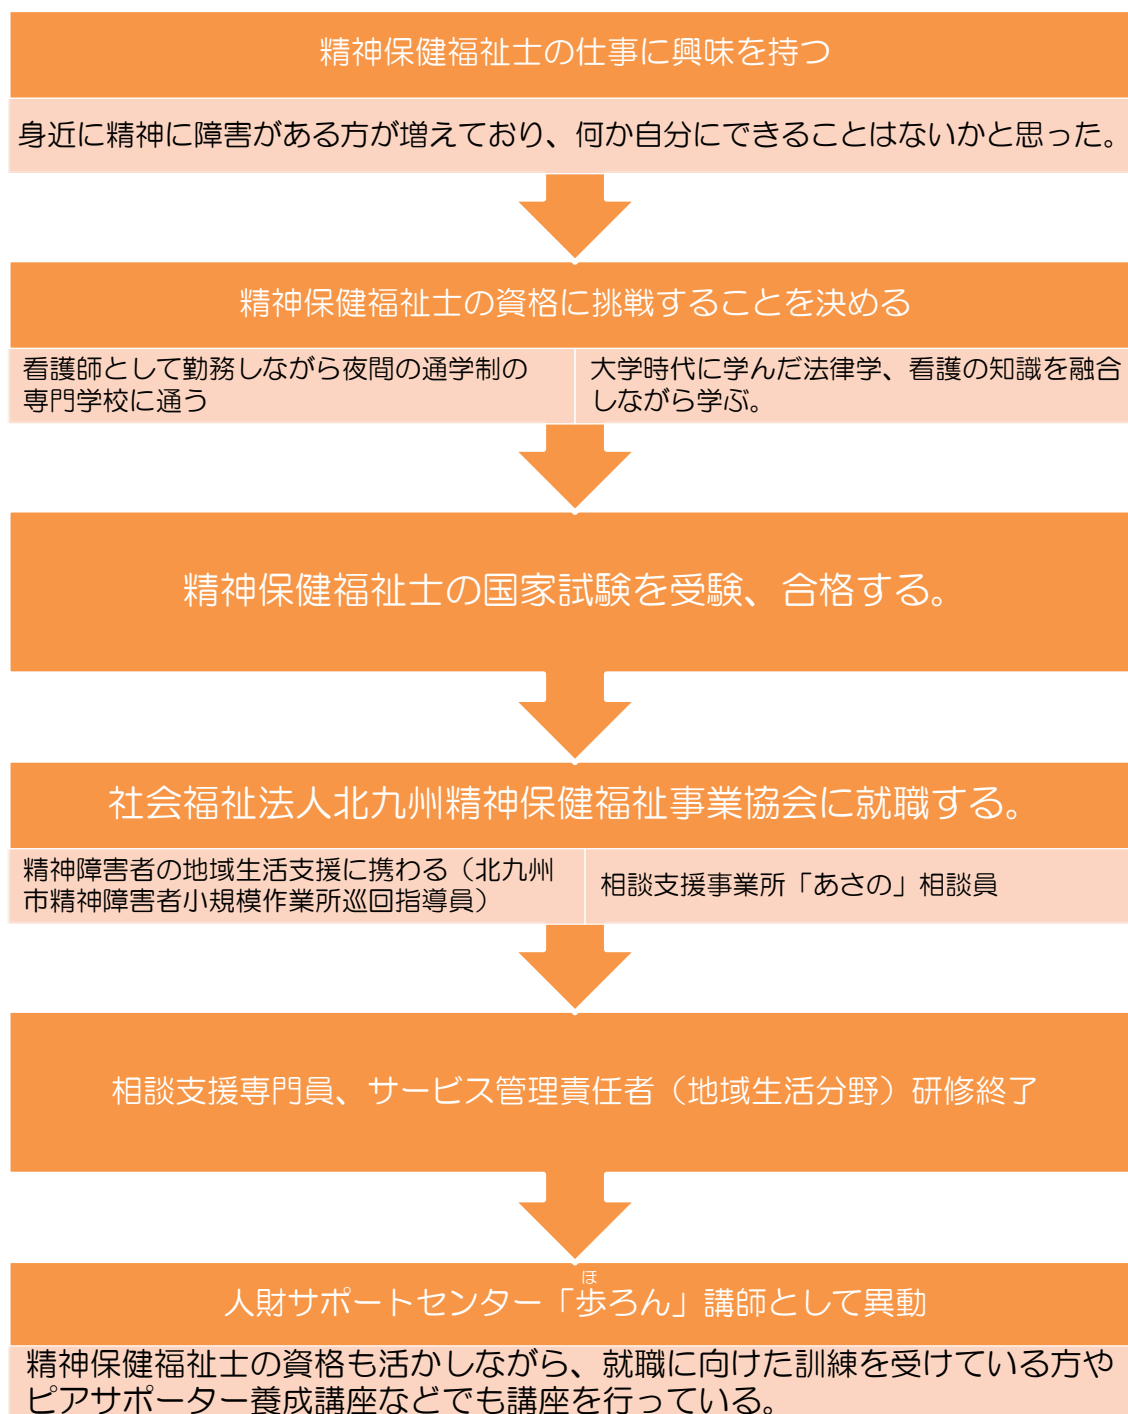 精神保健福祉士の仕事に興味を持つ
身近に精神に障害がある方が増えており、何か自分にできることはないかと思った。
精神保健福祉士の資格に挑戦することを決める
看護師として勤務しながら夜間の通学制の
専門学校に通う
大学時代に学んだ法律学、看護の知識を融合
しながら学ぶ。
精神保健福祉士の国家試験を受験、合格する。
社会福祉法人北九州精神保健福祉事業協会に就職する。
精神障害者の地域生活支援に携わる（北九州
市精神障害者小規模作業所巡回指導員）
相談支援事業所「あさの」相談員
相談支援専門員、サービス管理責任者（地域生活分野）研修終了
ほ
人財サポートセンター「歩ろん」講師として異動
精神保健福祉士の資格も活かしながら、就職に向けた訓練を受けている方や
ピアサポーター養成講座などでも講座を行っている。